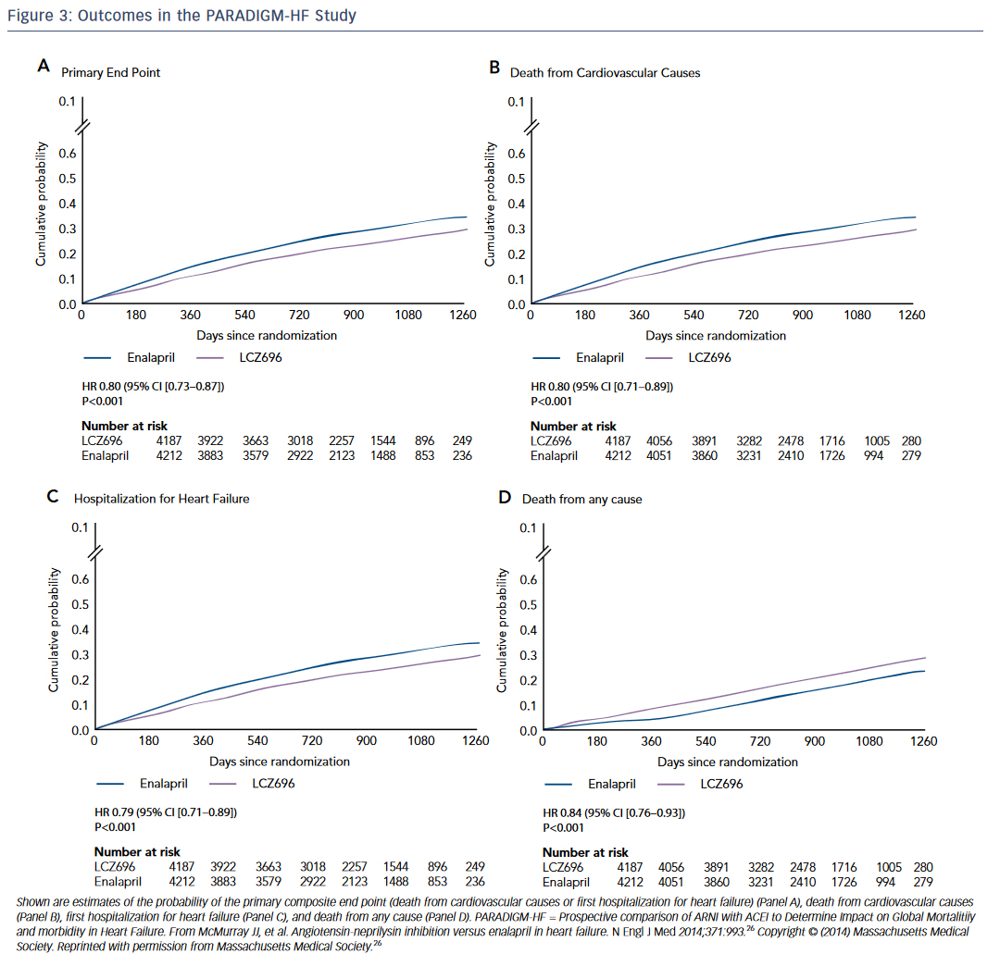 Figure 3: Outcomes in the PARADIGM-HF Study
A Primary End Point
Cumulative probability
0.1
0.6
0.5
0.4
0.3
0.2
0.1
0.0
0 180 360 540 720 900 1080 1260
Days since randomization
Enalapril LCZ696
HR 0.80 (95% CI [0.73–0.87])
P<0.001
Number at risk
LCZ696 4187 3922 3663 3018 2257 1544 896 249
Enalapril 4212 3883 3579 2922 2123 1488 853 236
B Death from Cardiovascular Causes
Cumulative probability
0.1
0.6
0.5
0.4
0.3
0.2
0.1
0.0
0 180 360 540 720 900 1080 1260
Days since randomization
Enalapril LCZ696
HR 0.80 (95% CI [0.71–0.89])
P<0.001
Number at risk
LCZ696 4187 4056 3891 3282 2478 1716 1005 280
Enalapril 4212 4051 3860 3231 2410 1726 994 279
C Hospitalization for Heart Failure
Cumulative probability
0.1
0.6
0.5
0.4
0.3
0.2
0.1
0.0
0 180 360 540 720 900 1080 1260
Days since randomization
Enalapril LCZ696
HR 0.79 (95% CI [0.71–0.89])
P<0.001
Number at risk
LCZ696 4187 3922 3663 3018 2257 1544 896 249
Enalapril 4212 3883 3579 2922 2123 1488 853 236
D Death from any cause
Cumulative probability
0.1
0.6
0.5
0.4
0.3
0.2
0.1
0.0
0 180 360 540 720 900 1080 1260
Days since randomization
Enalapril LCZ696
HR 0.84 (95% CI [0.76–0.93])
P<0.001
Number at risk
LCZ696 4187 4056 3891 3282 2478 1716 1005 280
Enalapril 4212 4051 3860 3231 2410 1726 994 279
Shown are estimates of the probability of the primary composite end point (death from cardiovascular causes or first hospitalization for heart failure) (Panel A), death from cardiovascular causes
(Panel B), first hospitalization for heart failure (Panel C), and death from any cause (Panel D). PARADIGM-HF = Prospective comparison of ARNI with ACEI to Determine Impact on Global Mortalitiiy
and morbidity in Heart Failure. From McMurray JJ, et al. Angiotensin-neprilysin inhibition versus enalapril in heart failure. N Engl J Med 2014;371:993.26 Copyright © (2014) Massachusetts Medical
Society. Reprinted with permission from Massachusetts Medical Society.26